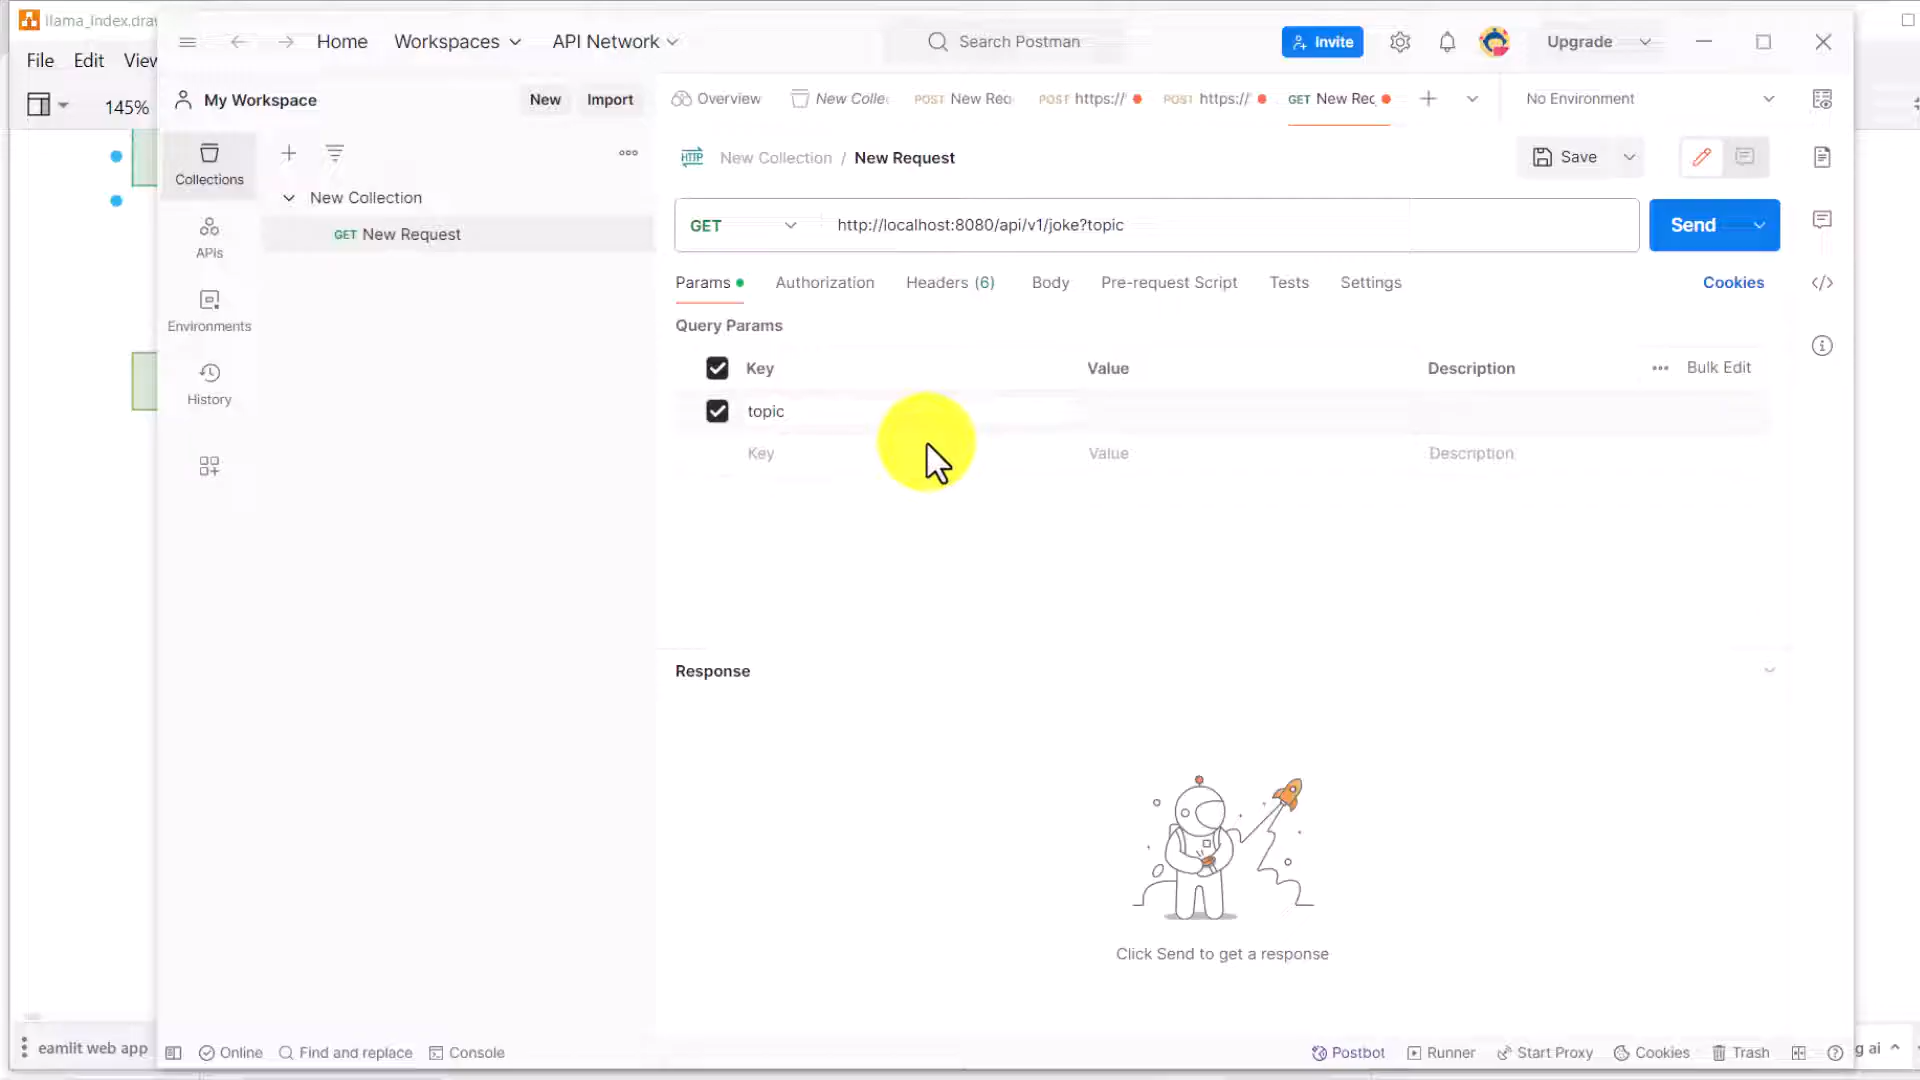 llama_index.draw
File Edit View
145%
Home Workspaces API Network
Search Postman
Invite
Upgrade
My Workspace
New Import
Overview
New Colle
POST New Req
POST https://
POST https://
GET New Rec
No Environment
Collections
APIs
Environments
History
New Collection
GET New Request
HTTP New Collection / New Request
Save
GET http://localhost:8080/api/v1/joke?topic
Send
Params Authorization Headers (6) Body Pre-request Script Tests Settings Cookies
Query Params
Key Value Description Bulk Edit
topic
Key Value Description
Response
Click Send to get a response
eamlit web app
Online Find and replace Console
Postbot Runner Start Proxy Cookies Trash
g ai